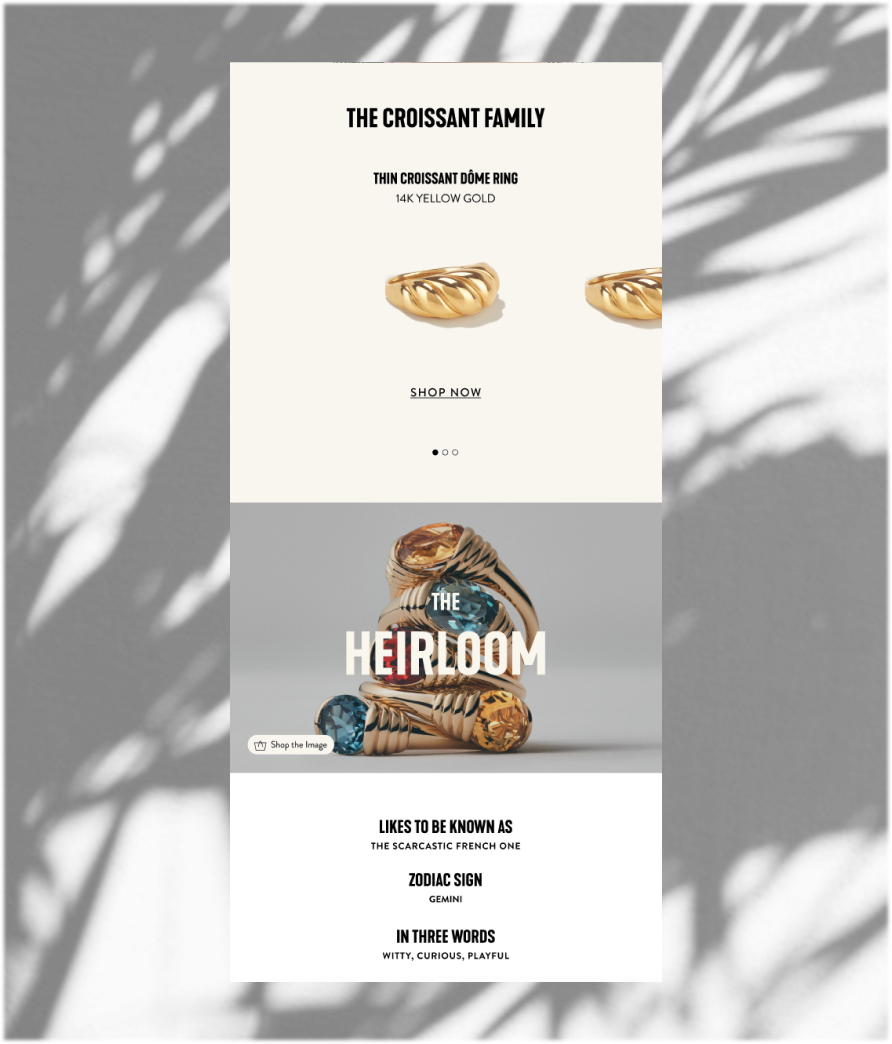 THE CROISSANT FAMILY
THIN CROISSANT DÔME RING
14K YELLOW GOLD
SHOP NOW
THE
HEIRLOOM
Shop the Image
LIKES TO BE KNOWN AS
THE SCARCASTIC FRENCH ONE
ZODIAC SIGN
GEMINI
IN THREE WORDS
WITTY, CURIOUS, PLAYFUL